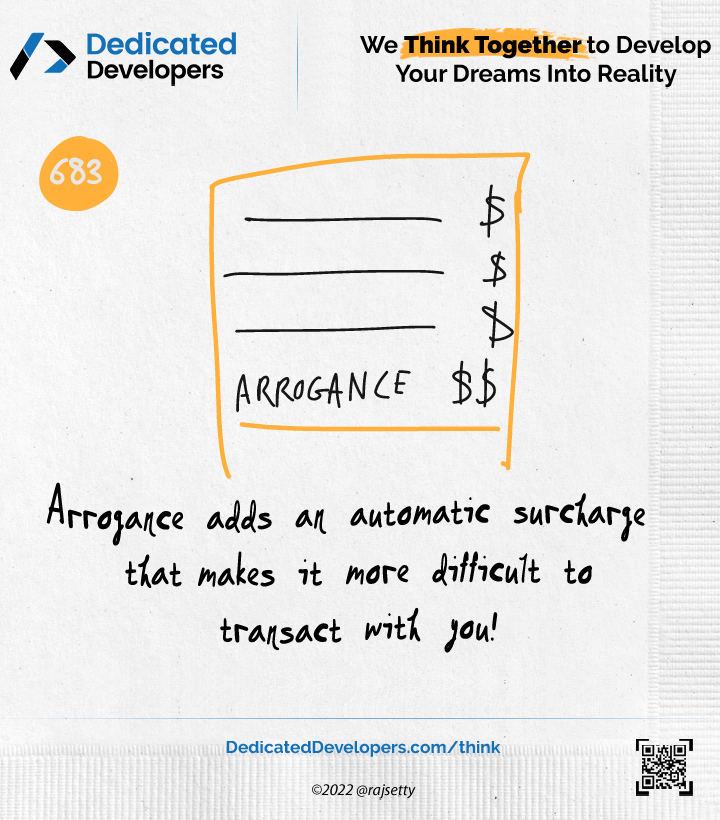 Dedicated
Developers
We Think Together to Develop
Your Dreams Into Reality
683
$
$
$
ARROGANCE $$
Arrogance adds an automatic surcharge
that makes it more difficult to
transact with you!
DedicatedDevelopers.com/think
©2022 @rajsetty